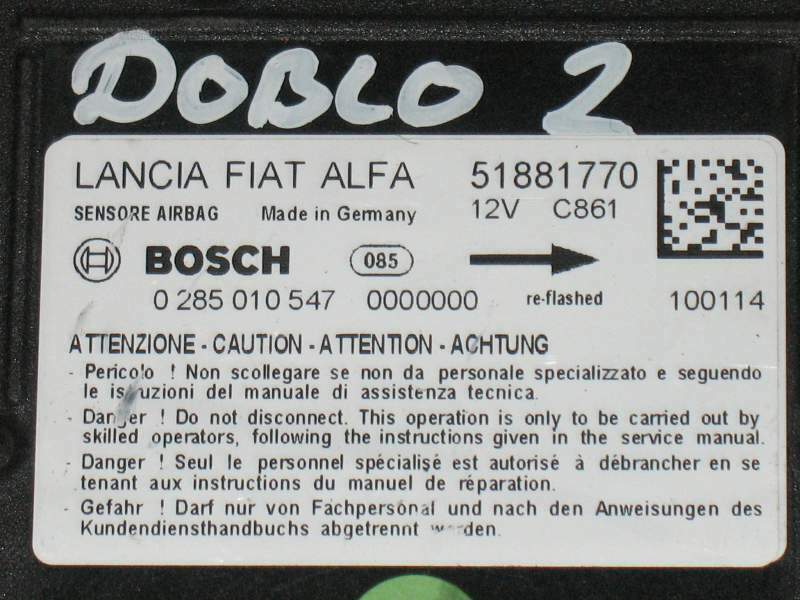 DOBLO 2
LANCIA FIAT ALFA 51881770
SENSORE AIRBAG Made in Germany 12V C861
BOSCH 085
0 285 010 547 0000000 re-flashed 100114
ATTENZIONE - CAUTION - ATTENTION - ACHTUNG
- Pericolo ! Non scollegare se non da personale specializzato e seguendo
le istruzioni del manuale di assistenza tecnica.
- Danger ! Do not disconnect. This operation is only to be carried out by
skilled operators, following the instructions given in the service manual.
- Danger ! Seul le personnel spécialisé est autorisé à débrancher en se
tenant aux instructions du manuel de réparation.
- Gefahr ! Darf nur von Fachpersonal und nach den Anweisungen des
Kundendiensthandbuchs abgetrennt werden.